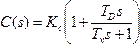 C(s) = K_c(1 + T_D s / (T_v s + 1))